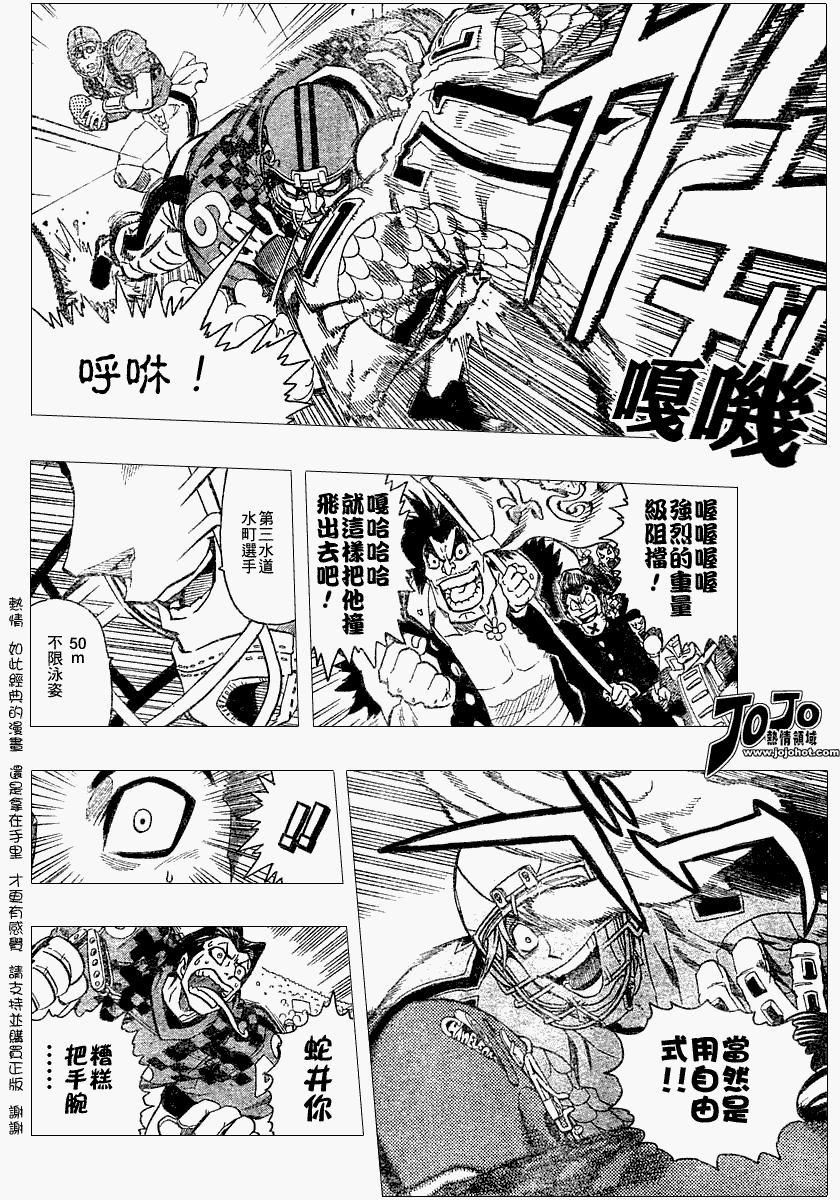 ガギ
嘎嘰
呼咻！
喔喔喔喔
強烈的重量
級阻擋！
嘎哈哈哈
就這樣把他撞
飛出去吧！
第三水道
水町選手
50m
不限泳姿
JOJO
熱情領域
www.jojohot.com
!!
當然是
用自由
式!!
CHAMELEON
蛇井你
糟糕
把手腕
……
熱情 如此經典的漫畫 還是拿在手里 才更有感覺 請支持並購買正版 謝謝